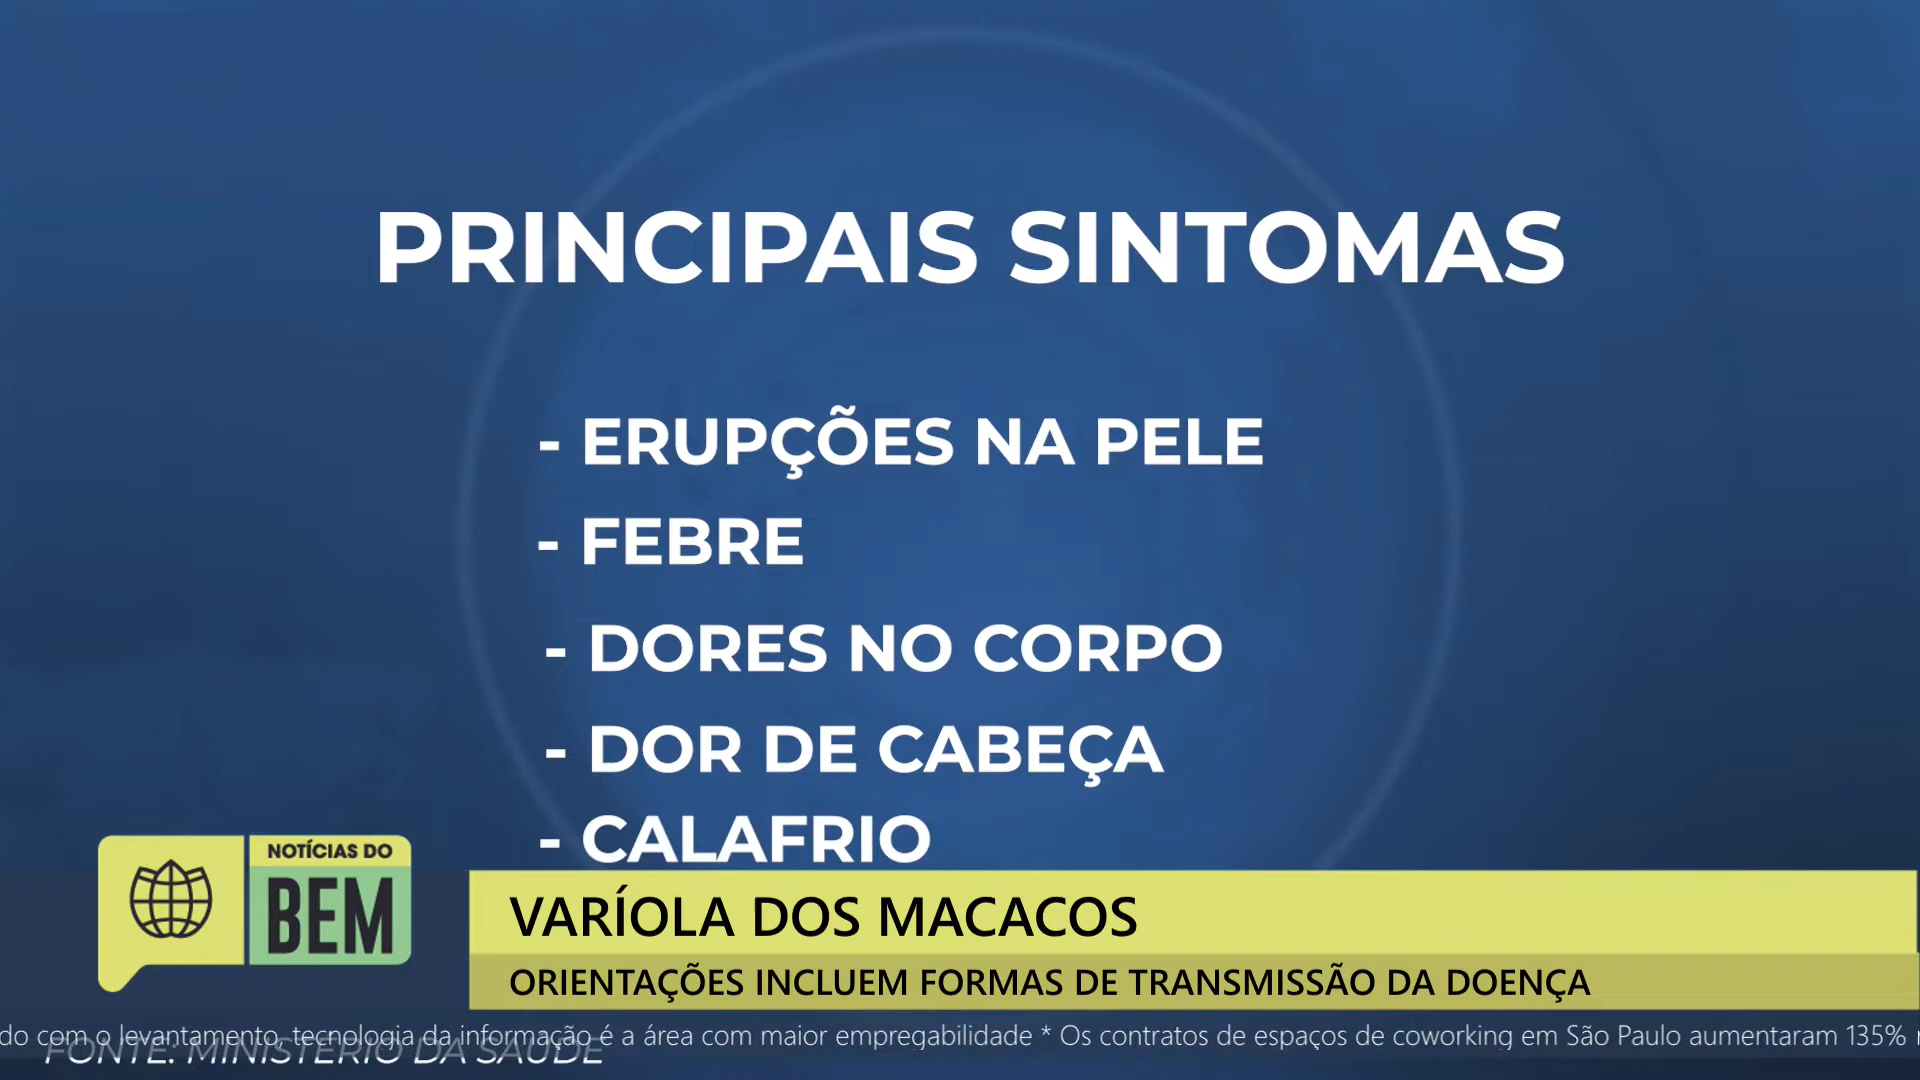 PRINCIPAIS SINTOMAS
- ERUPÇÕES NA PELE
- FEBRE
- DORES NO CORPO
- DOR DE CABEÇA
- CALAFRIO
NOTÍCIAS DO
BEM
VARÍOLA DOS MACACOS
ORIENTAÇÕES INCLUEM FORMAS DE TRANSMISSÃO DA DOENÇA
do com o levantamento, tecnologia da informação é a área com maior empregabilidade * Os contratos de espaços de coworking em São Paulo aumentaram 135%
FONTE: MINISTÉRIO DA SAÚDE